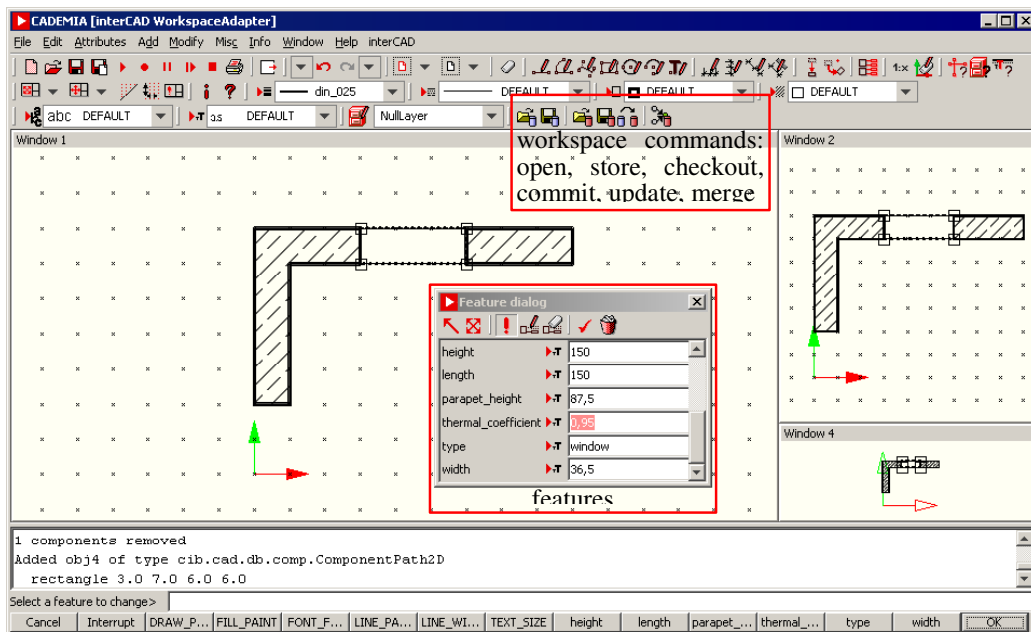 CADEMIA [interCAD WorkspaceAdapter]
File Edit Attributes Add Modify Misc Info Window Help interCAD
1:x
din_025 DEFAULT DEFAULT DEFAULT
abc DEFAULT DEFAULT NullLayer
Window 1
Window 2
workspace commands:
open, store, checkout,
commit, update, merge
Feature dialog
height 150
length 150
parapet_height 87,5
thermal_coefficient 0,95
type window
width 36,5
features
Window 4
1 components removed
Added obj4 of type cib.cad.db.comp.ComponentPath2D
rectangle 3.0 7.0 6.0 6.0
Select a feature to change>
Cancel Interrupt DRAW_P... FILL_PAINT FONT_F... LINE_PA... LINE_WI... TEXT_SIZE height length parapet_... thermal_... type width OK